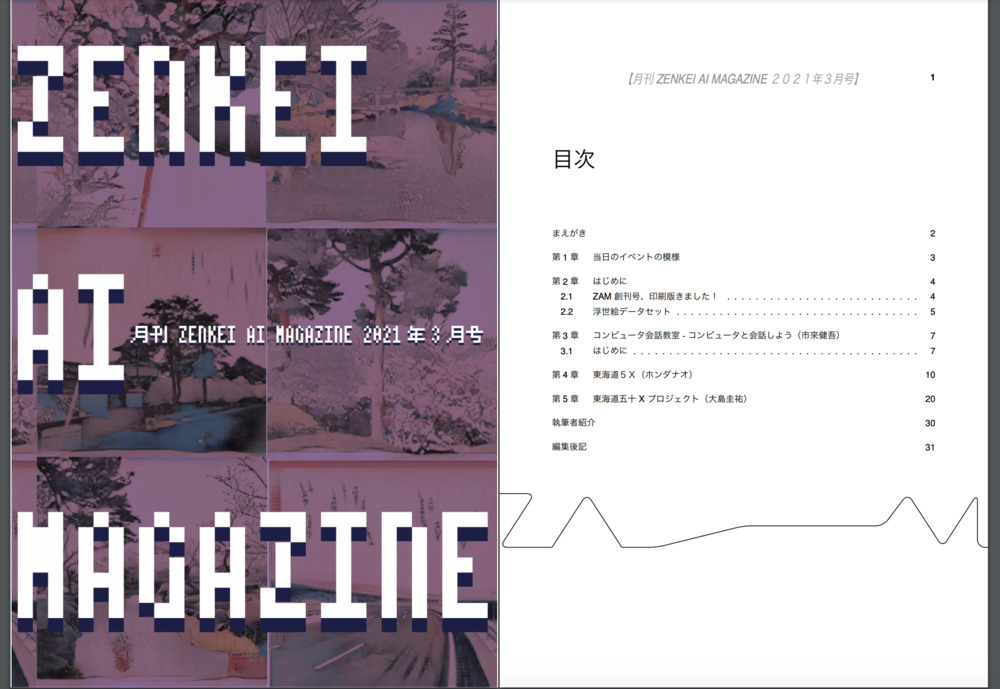 ZENKEI
AI
月刊 ZENKEI AI MAGAZINE 2021 年 3 月号
MAGAZINE
【月刊 ZENKEI AI MAGAZINE ２０２１年３月号】 1
目次
まえがき 2
第 1 章 当日のイベントの模様 3
第 2 章 はじめに 4
2.1 ZAM 創刊号、印刷版きました！ 4
2.2 浮世絵データセット 5
第 3 章 コンピュータ会話教室 - コンピュータと会話しよう（市來健吾） 7
3.1 はじめに 7
第 4 章 東海道５Ｘ（ホンダナオ） 10
第 5 章 東海道五十 X プロジェクト（大島圭祐） 20
執筆者紹介 30
編集後記 31